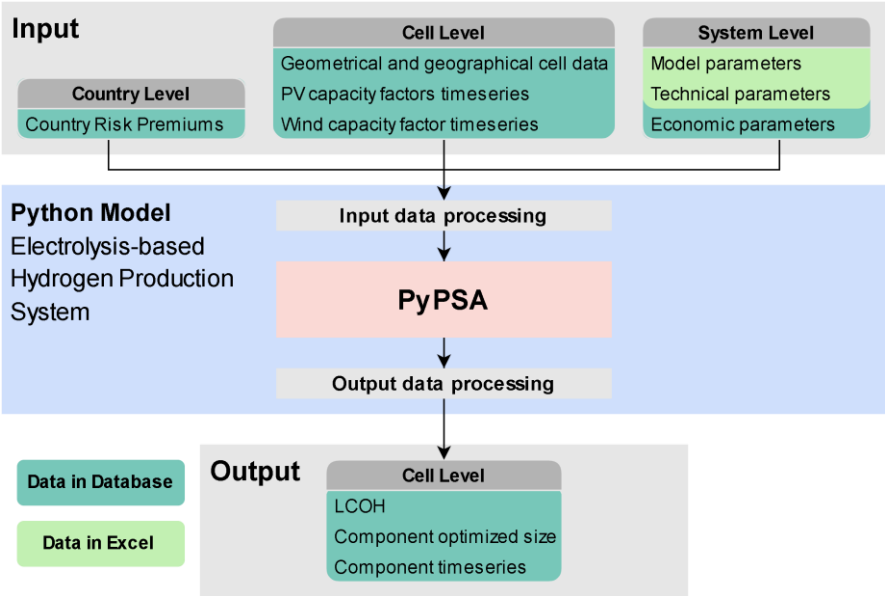 Input
Country Level
Country Risk Premiums
Cell Level
Geometrical and geographical cell data
PV capacity factors timeseries
Wind capacity factor timeseries
System Level
Model parameters
Technical parameters
Economic parameters
Python Model
Electrolysis-based
Hydrogen Production
System
Input data processing
PyPSA
Output data processing
Data in Database
Data in Excel
Output
Cell Level
LCOH
Component optimized size
Component timeseries